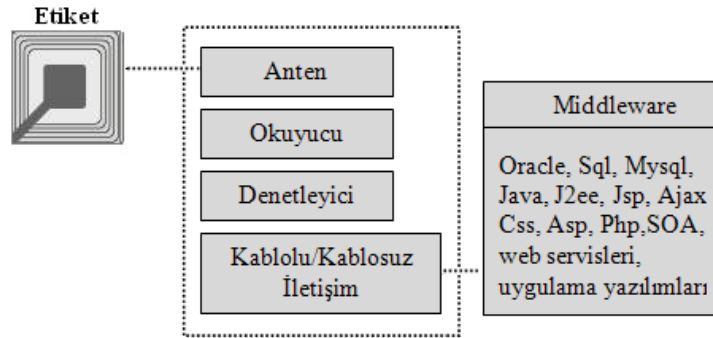 Etiket
Anten
Okuyucu
Denetleyici
Kablolu/Kablosuz
İletişim
Middleware
Oracle, Sql, Mysql,
Java, J2ee, Jsp, Ajax
Css, Asp, Php,SOA,
web servisleri,
uygulama yazılımları